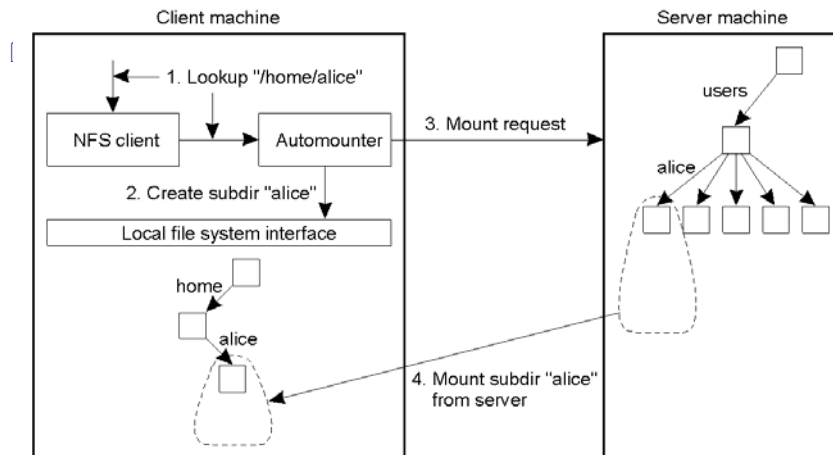 Client machine
Server machine
1. Lookup "/home/alice"
users
NFS client
Automounter
3. Mount request
alice
2. Create subdir "alice"
Local file system interface
home
alice
4. Mount subdir "alice"
from server